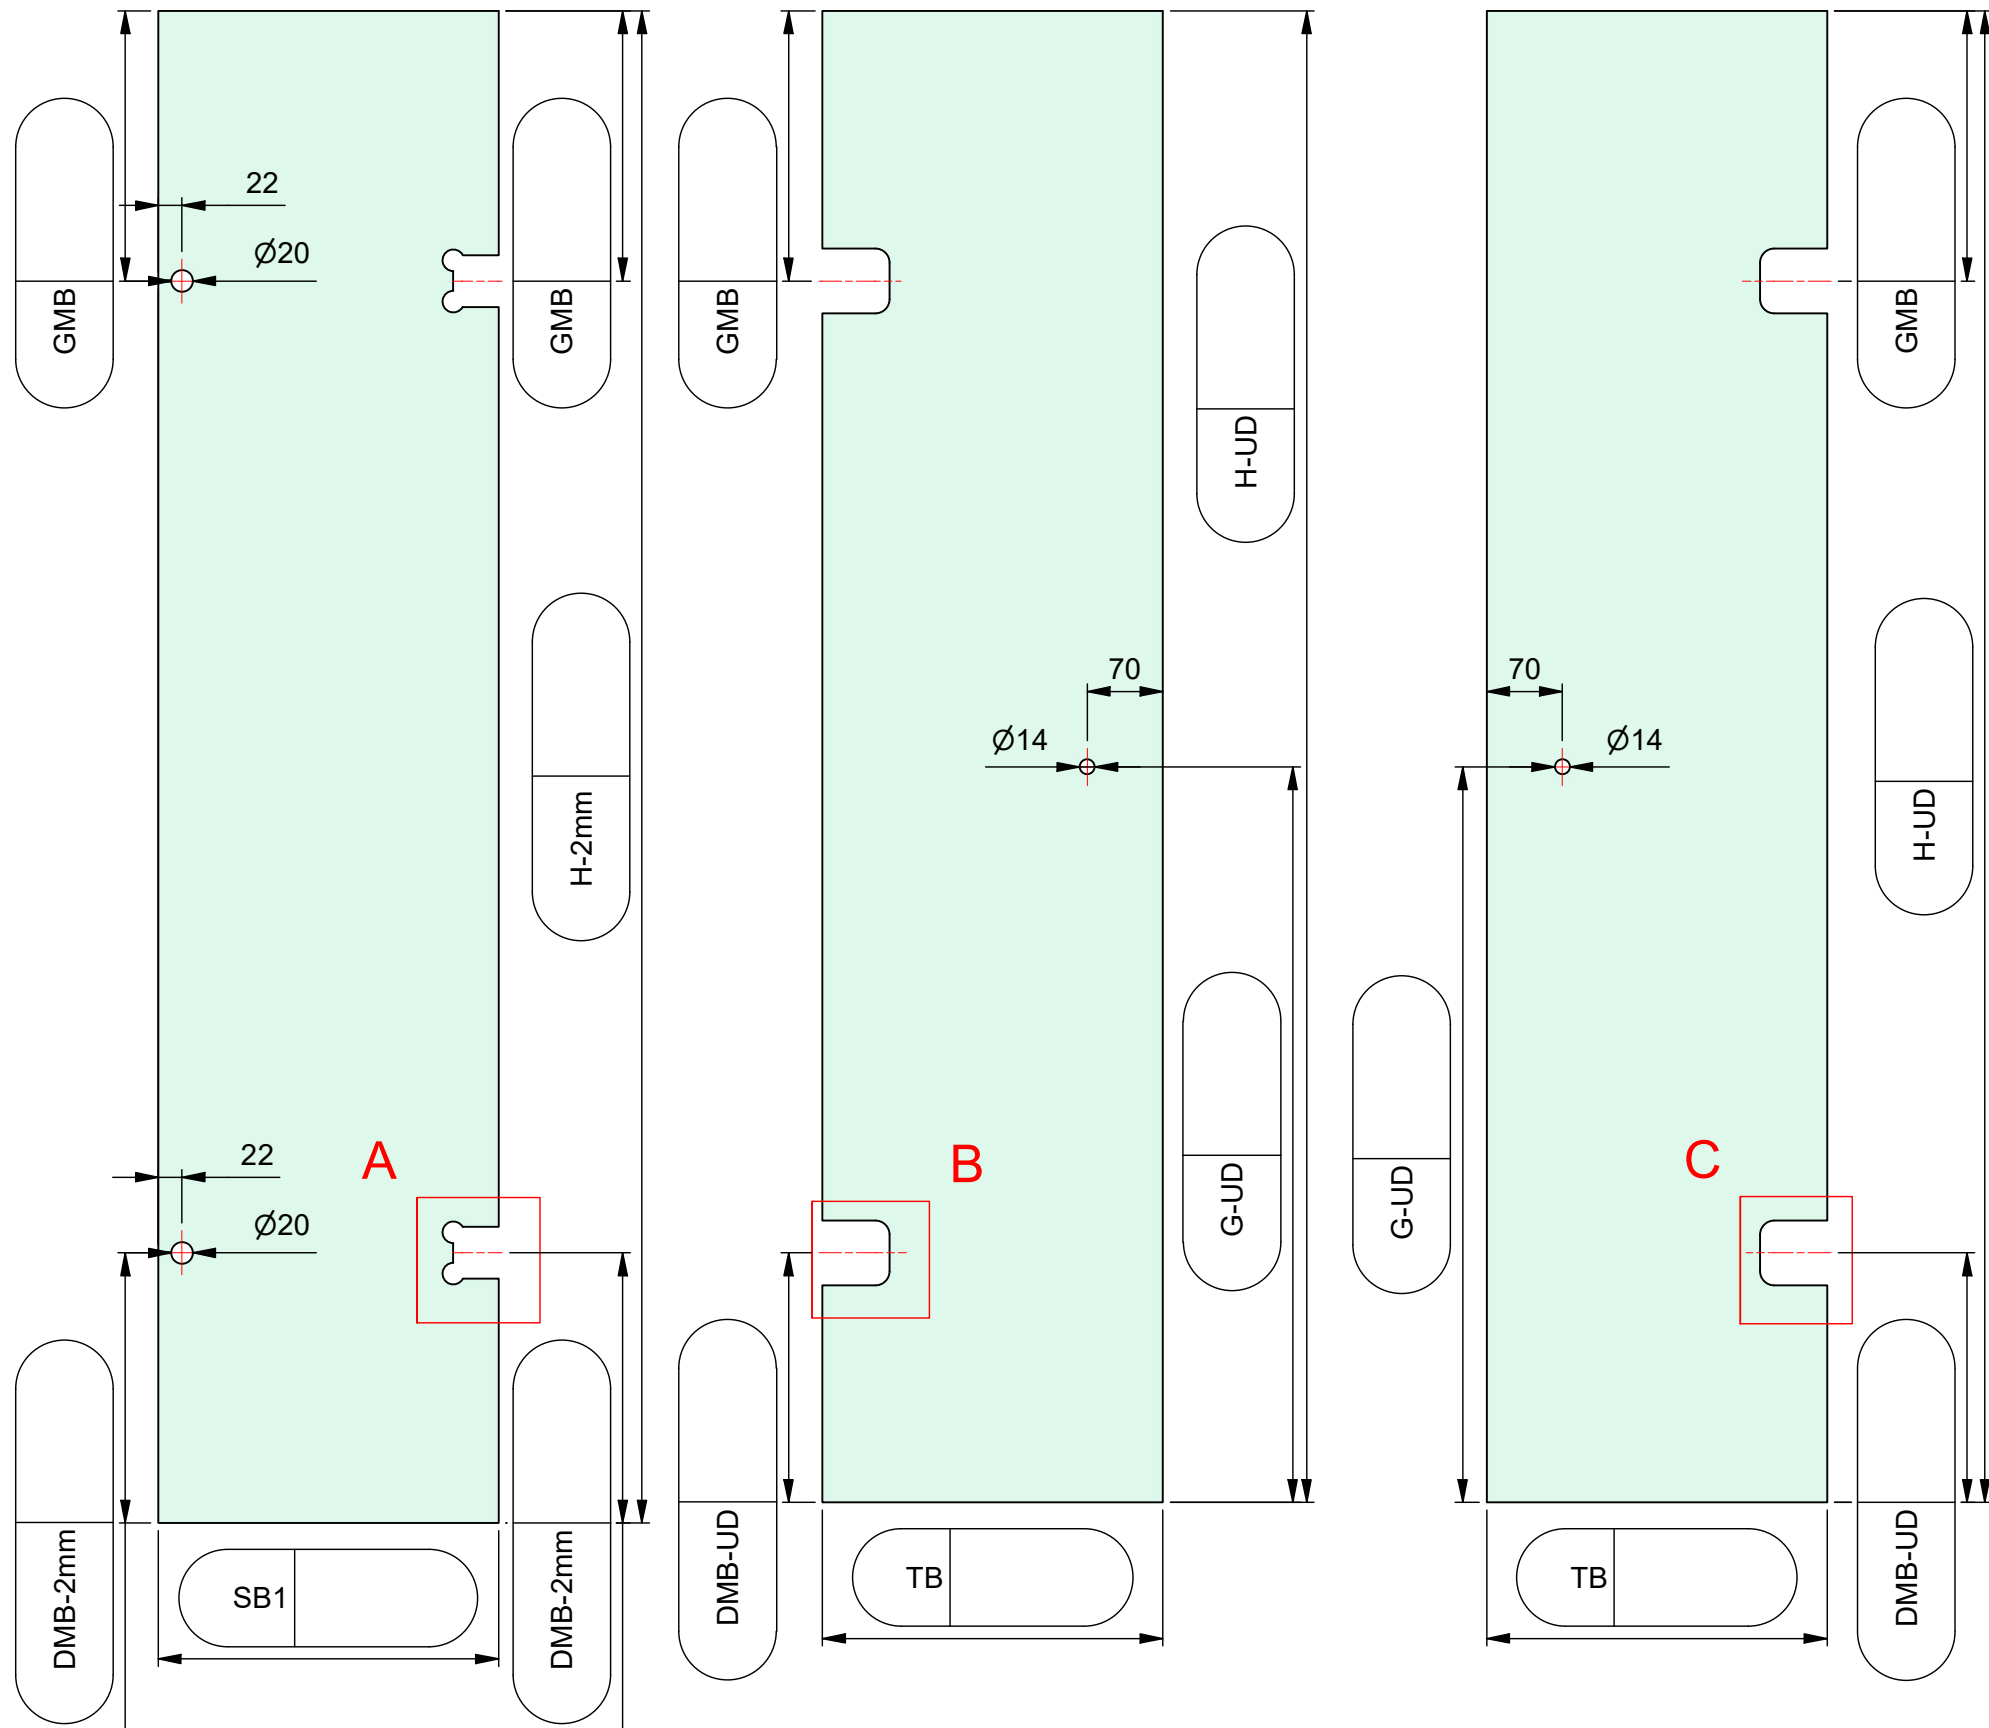 GMB
22
Ø20
GMB
H-2mm
22
A
Ø20
DMB-2mm
SB1
DMB-2mm
GMB
H-UD
70
Ø14
B
G-UD
DMB-UD
TB
GMB
70
Ø14
H-UD
G-UD
C
TB
DMB-UD